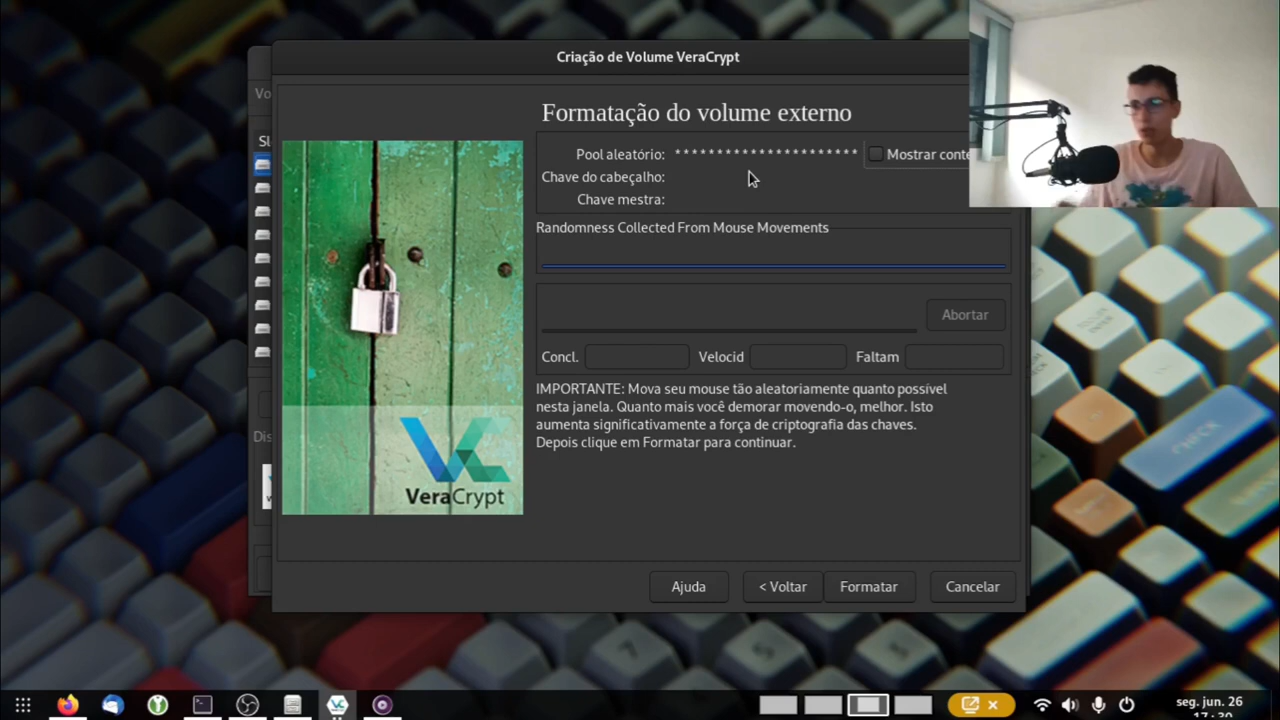 Criação de Volume VeraCrypt
Vo
Formatação do volume externo
Sl
Pool aleatório: **********************
Mostrar conte
Chave do cabeçalho:
Chave mestra:
Randomness Collected From Mouse Movements
Abortar
Concl.
Velocid
Faltam
IMPORTANTE: Mova seu mouse tão aleatoriamente quanto possível
nesta janela. Quanto mais você demorar movendo-o, melhor. Isto
aumenta significativamente a força de criptografia das chaves.
Depois clique em Formatar para continuar.
Dis
VeraCrypt
Ajuda
< Voltar
Formatar
Cancelar
seg. jun. 26